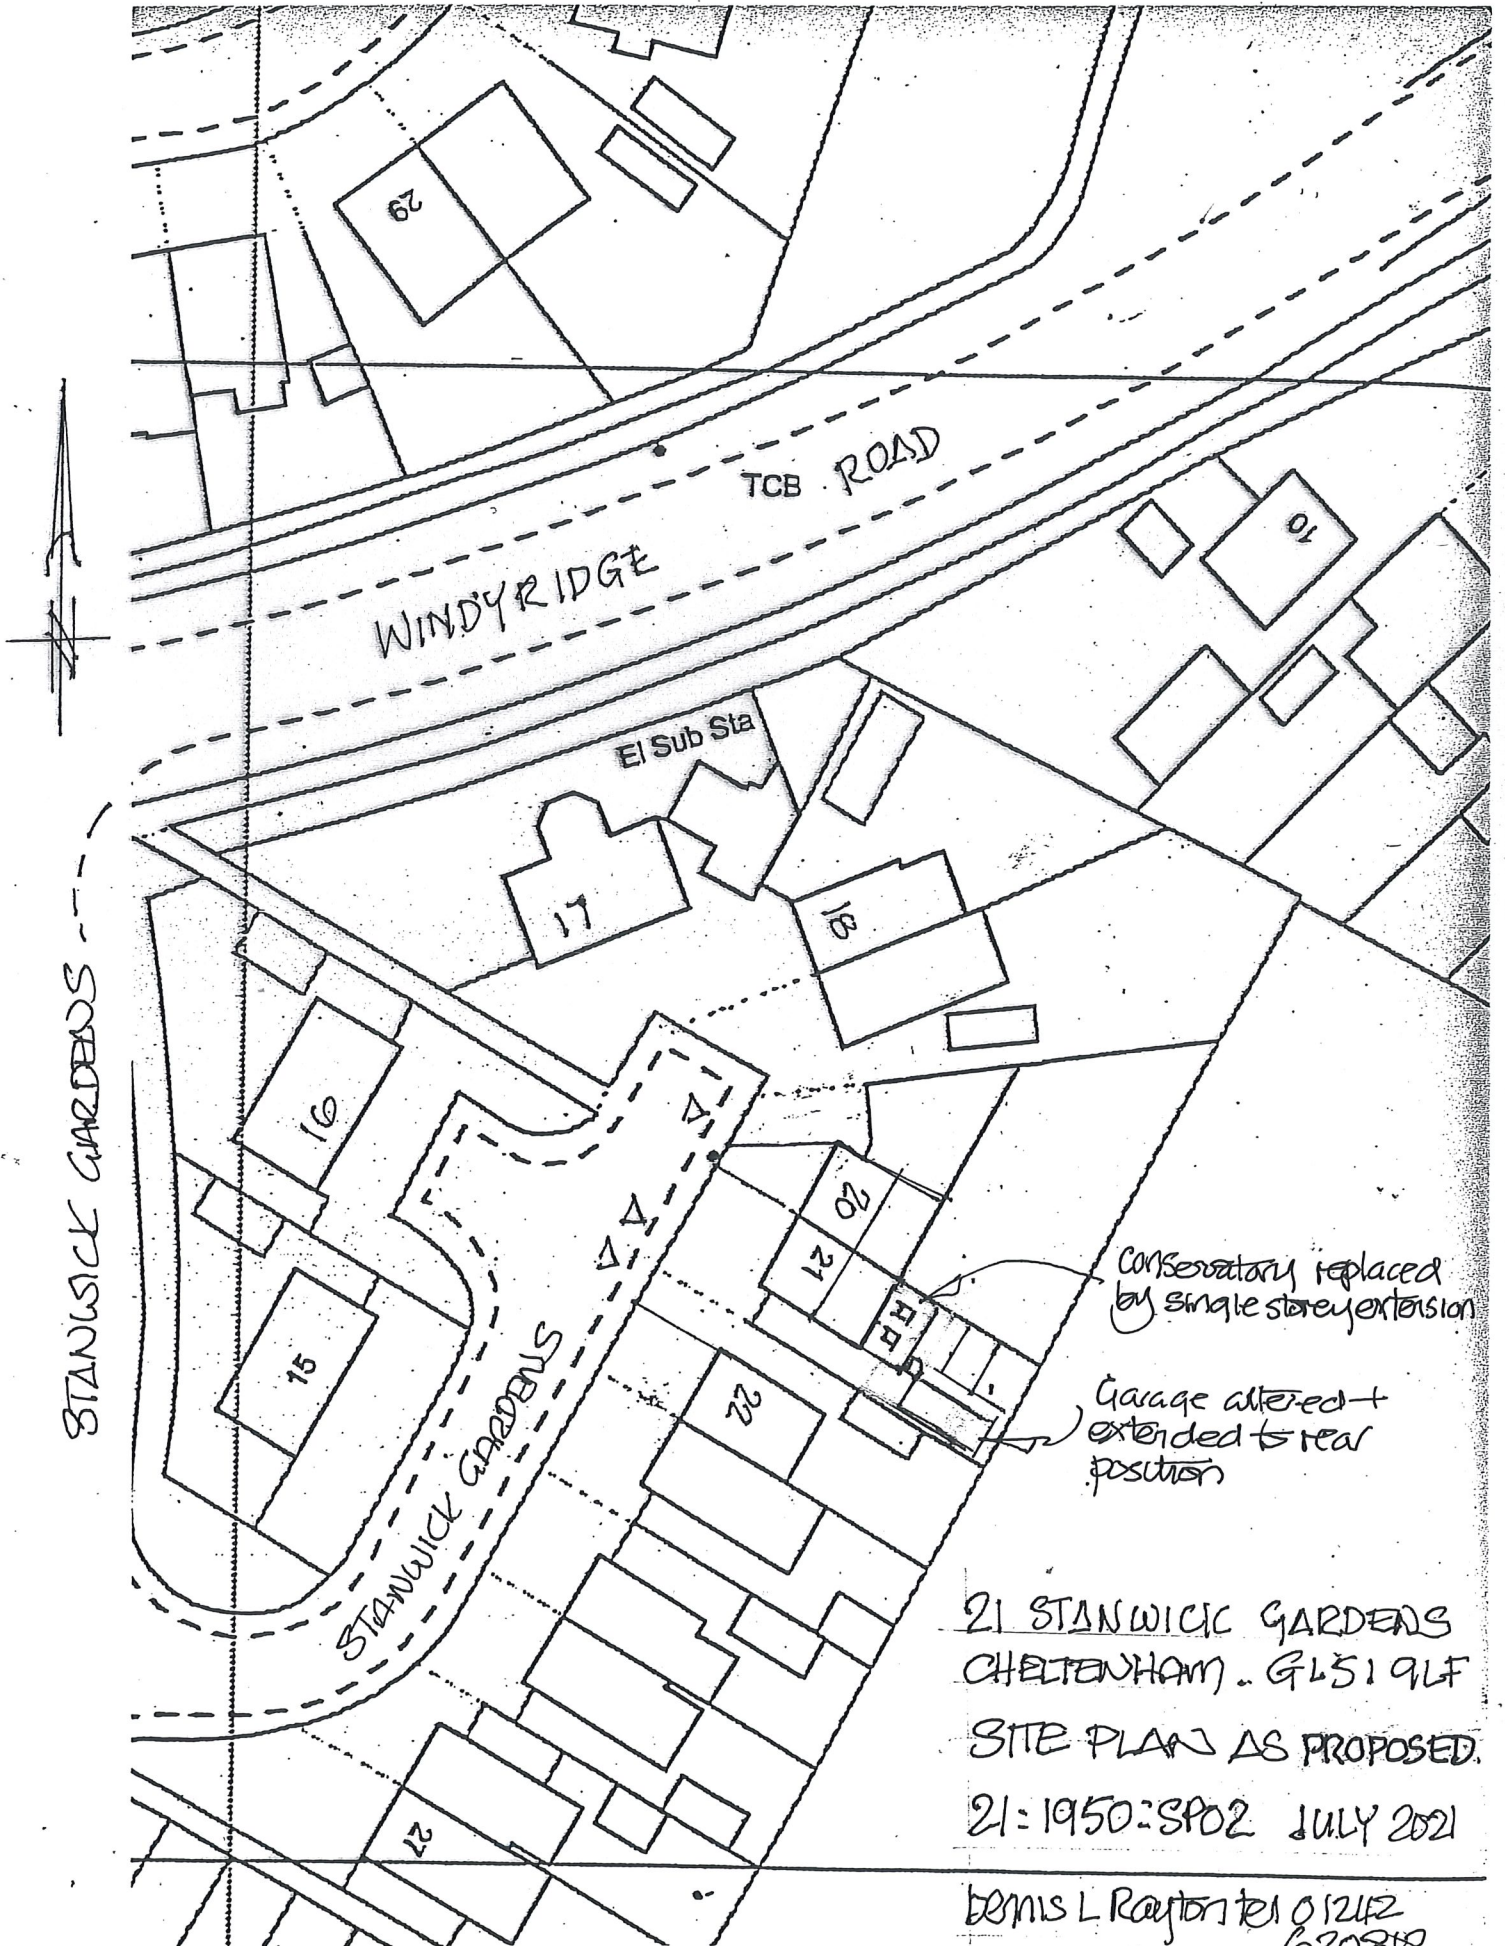 29
TCB ROAD
WINDYRIDGE
10
El Sub Sta
17
18
STANWICK GARDENS
16
20
21
15
22
STANWICK GARDENS
27
Conservatory replaced
by single storey extension
Garage altered +
extended to rear
position
21 STANWICK GARDENS
CHELTENHAM. GL51 9LF
SITE PLAN AS PROPOSED.
21:1950:SP02 JULY 2021
Dennis L Rayton tel 01242